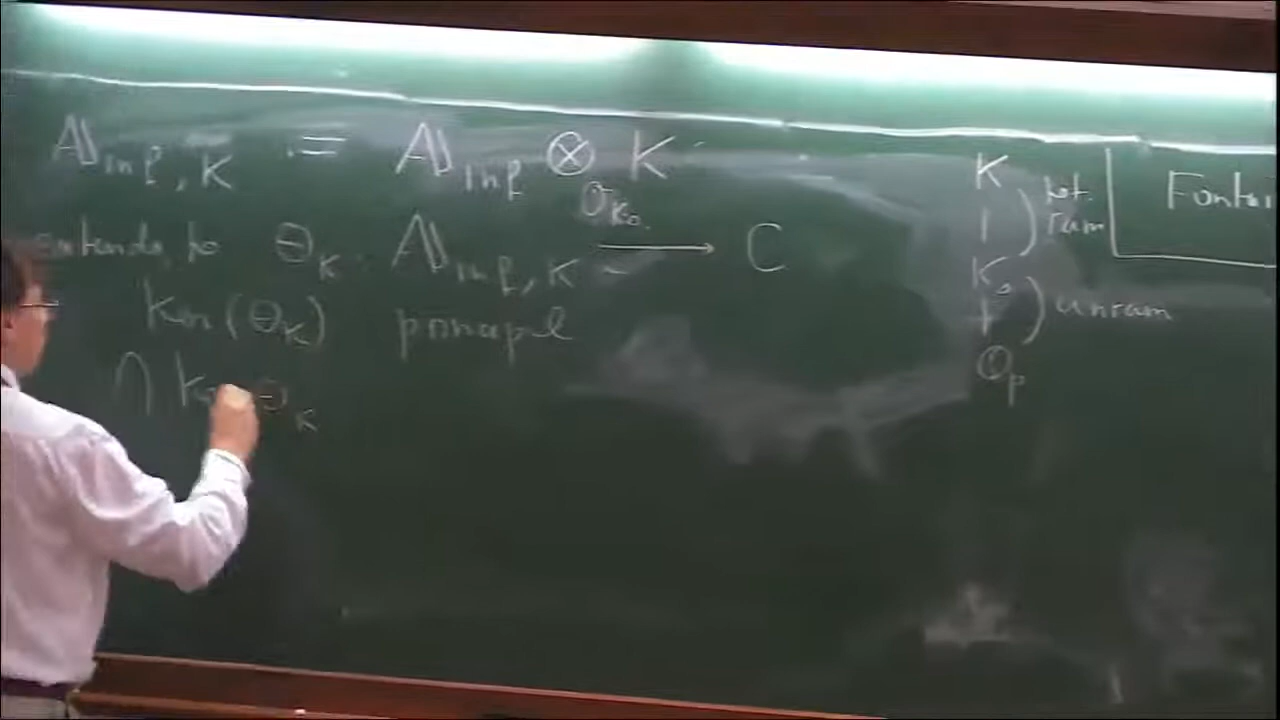 𝔸_{inf, K} = 𝔸_{inf} ⊗_{𝒪_{K_0}} K
extends to θ_K : 𝔸_{inf, K} → C
ker(θ_K) principal
⋂ ker θ_K
K
| ) tot. ram
K_0
| ) unram
ℚ_p